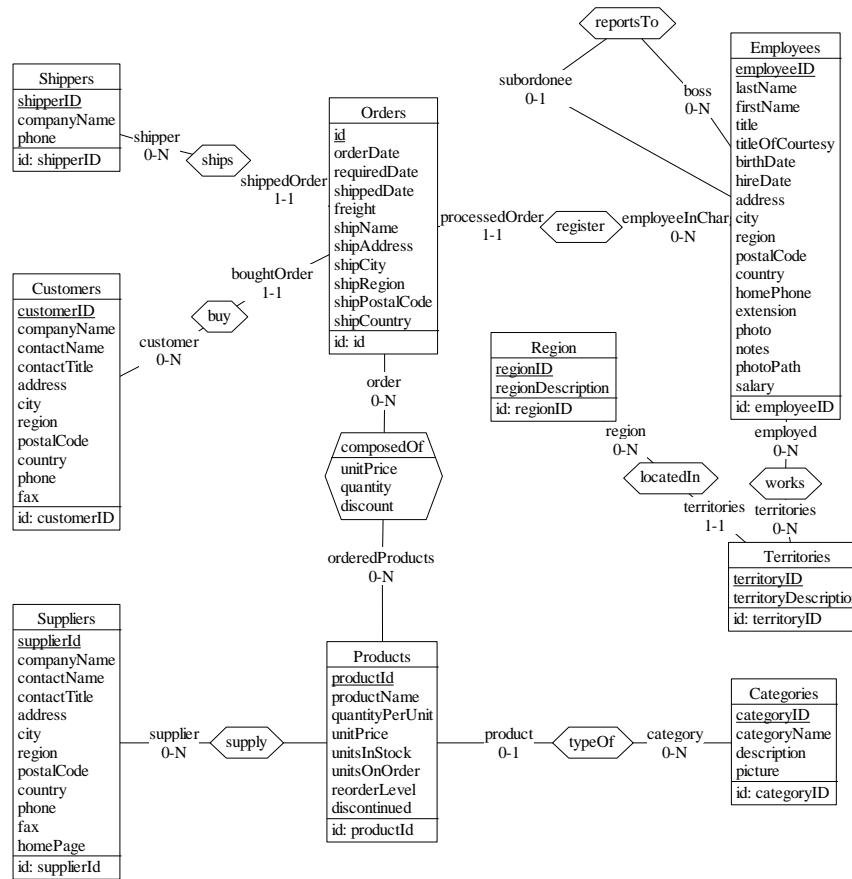 reportsTo
subordonee
0-1
boss
0-N
Employees
employeeID
lastName
firstName
title
titleOfCourtesy
birthDate
hireDate
address
city
region
postalCode
country
homePhone
extension
photo
notes
photoPath
salary
id: employeeID
Shippers
shipperID
companyName
phone
id: shipperID
shipper
0-N
ships
shippedOrder
1-1
Orders
id
orderDate
requiredDate
shippedDate
freight
shipName
shipAddress
shipCity
shipRegion
shipPostalCode
shipCountry
id: id
processedOrder
1-1
register
employeeInCharg
0-N
Customers
customerID
companyName
contactName
contactTitle
address
city
region
postalCode
country
phone
fax
id: customerID
customer
0-N
buy
boughtOrder
1-1
order
0-N
composedOf
unitPrice
quantity
discount
orderedProducts
0-N
Region
regionID
regionDescription
id: regionID
region
0-N
locatedIn
territories
1-1
employed
0-N
works
territories
0-N
Territories
territoryID
territoryDescription
id: territoryID
Suppliers
supplierId
companyName
contactName
contactTitle
address
city
region
postalCode
country
phone
fax
homePage
id: supplierId
supplier
0-N
supply
Products
productId
productName
quantityPerUnit
unitPrice
unitsInStock
unitsOnOrder
reorderLevel
discontinued
id: productId
product
0-1
typeOf
category
0-N
Categories
categoryID
categoryName
description
picture
id: categoryID